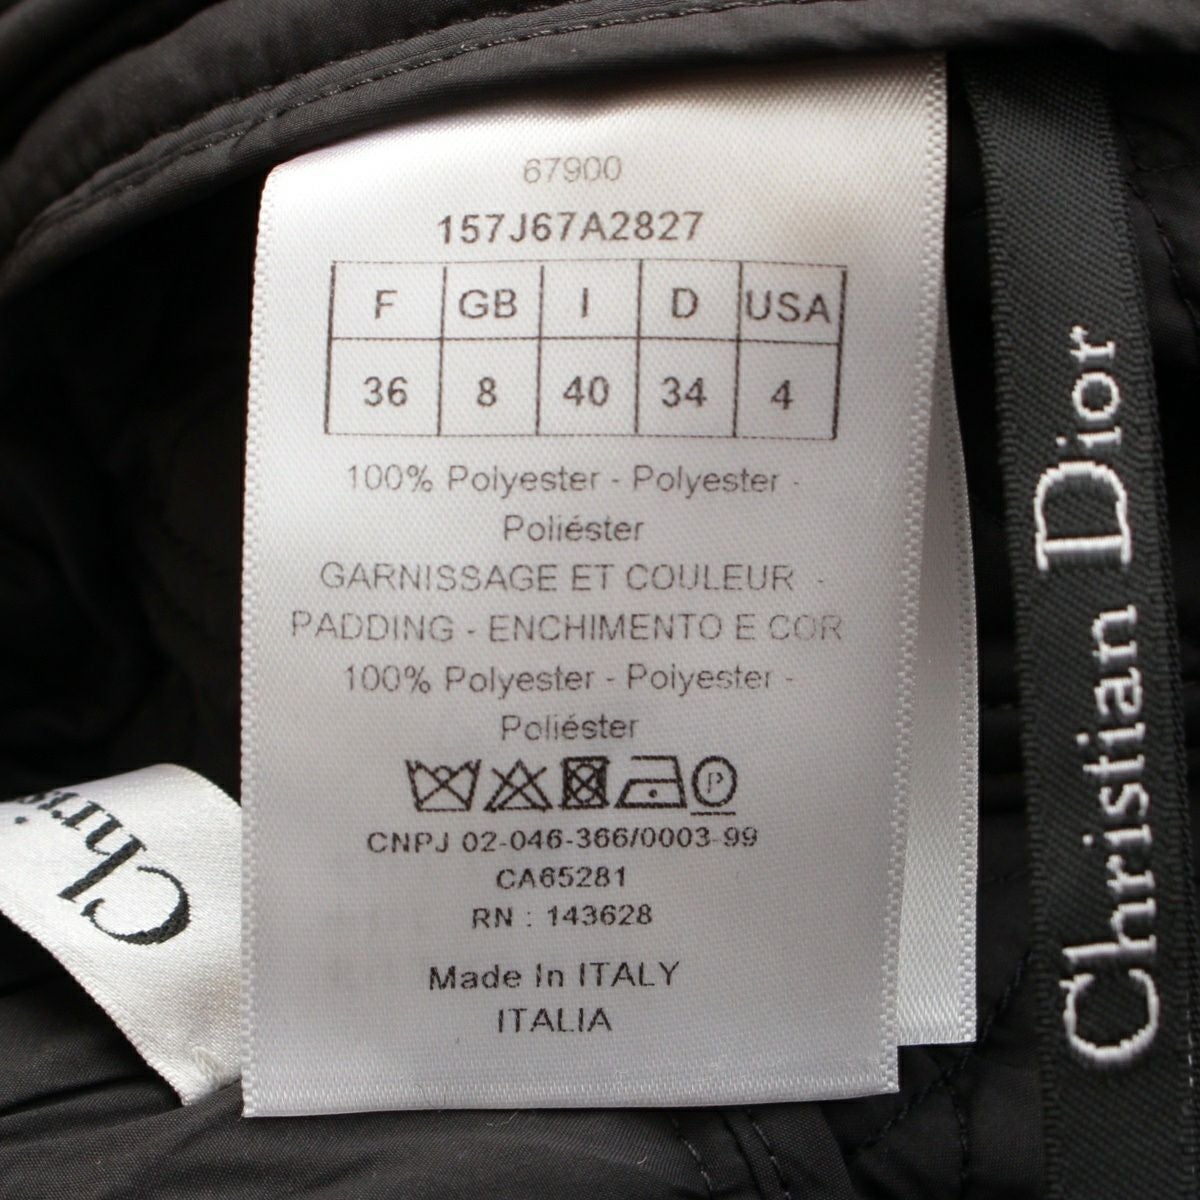 67900
157J67A2827
F GB I D USA
36 8 40 34 4
100% Polyester - Polyester -
Poliéster
GARNISSAGE ET COULEUR -
PADDING - ENCHIMENTO E COR
100% Polyester - Polyester -
Poliéster
P
CNPJ 02-046-366/0003-99
CA65281
RN : 143628
Made In ITALY
ITALIA
Christian Dior
Chris